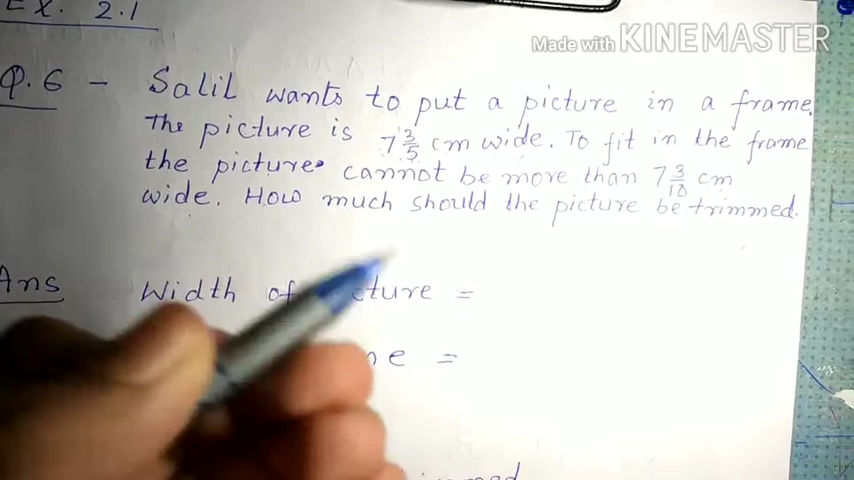 Ex. 2.1
Made with KINEMASTER
Q.6 - Salil wants to put a picture in a frame.
The picture is 7 3/5 cm wide. To fit in the frame
the picture cannot be more than 7 3/10 cm
wide. How much should the picture be trimmed.
Ans Width of picture =
=